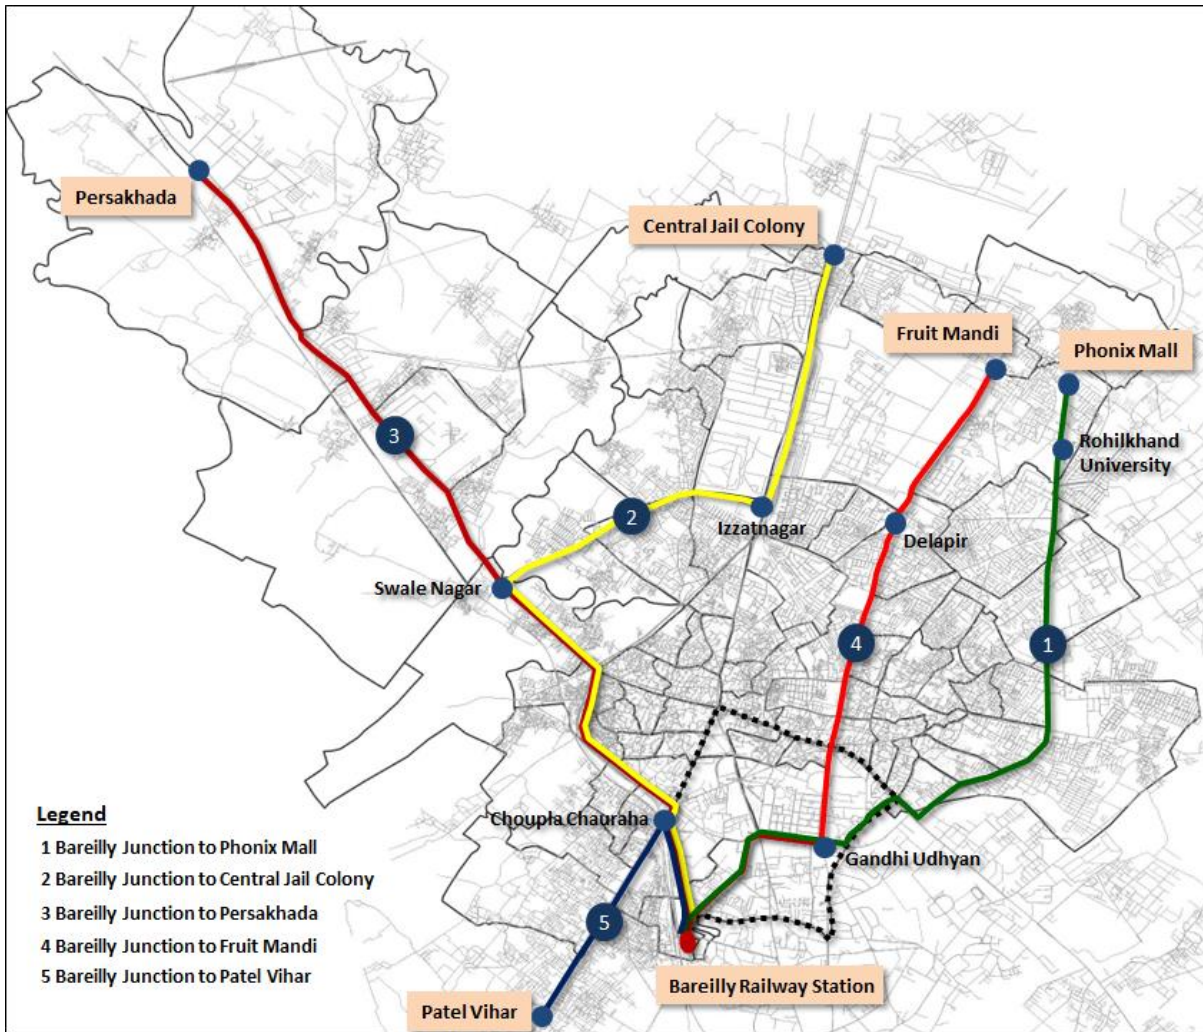 Persakhada
Central Jail Colony
Fruit Mandi
Phonix Mall
3
Rohilkhand
University
2
Izzatnagar
Delapir
Swale Nagar
4
1
Choupla Chauraha
Gandhi Udhyan
5
Bareilly Railway Station
Patel Vihar
Legend
1 Bareilly Junction to Phonix Mall
2 Bareilly Junction to Central Jail Colony
3 Bareilly Junction to Persakhada
4 Bareilly Junction to Fruit Mandi
5 Bareilly Junction to Patel Vihar